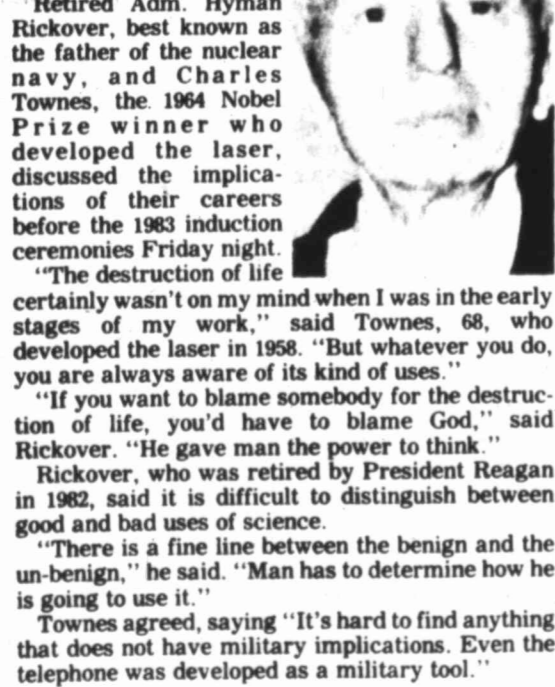 Retired Adm. Hyman
Rickover, best known as
the father of the nuclear
navy, and Charles
Townes, the 1964 Nobel
Prize winner who
developed the laser,
discussed the implica-
tions of their careers
before the 1983 induction
ceremonies Friday night.
"The destruction of life
certainly wasn't on my mind when I was in the early
stages of my work," said Townes, 68, who
developed the laser in 1958. "But whatever you do,
you are always aware of its kind of uses."
"If you want to blame somebody for the destruc-
tion of life, you'd have to blame God," said
Rickover. "He gave man the power to think."
Rickover, who was retired by President Reagan
in 1982, said it is difficult to distinguish between
good and bad uses of science.
"There is a fine line between the benign and the
un-benign," he said. "Man has to determine how he
is going to use it."
Townes agreed, saying "It's hard to find anything
that does not have military implications. Even the
telephone was developed as a military tool."